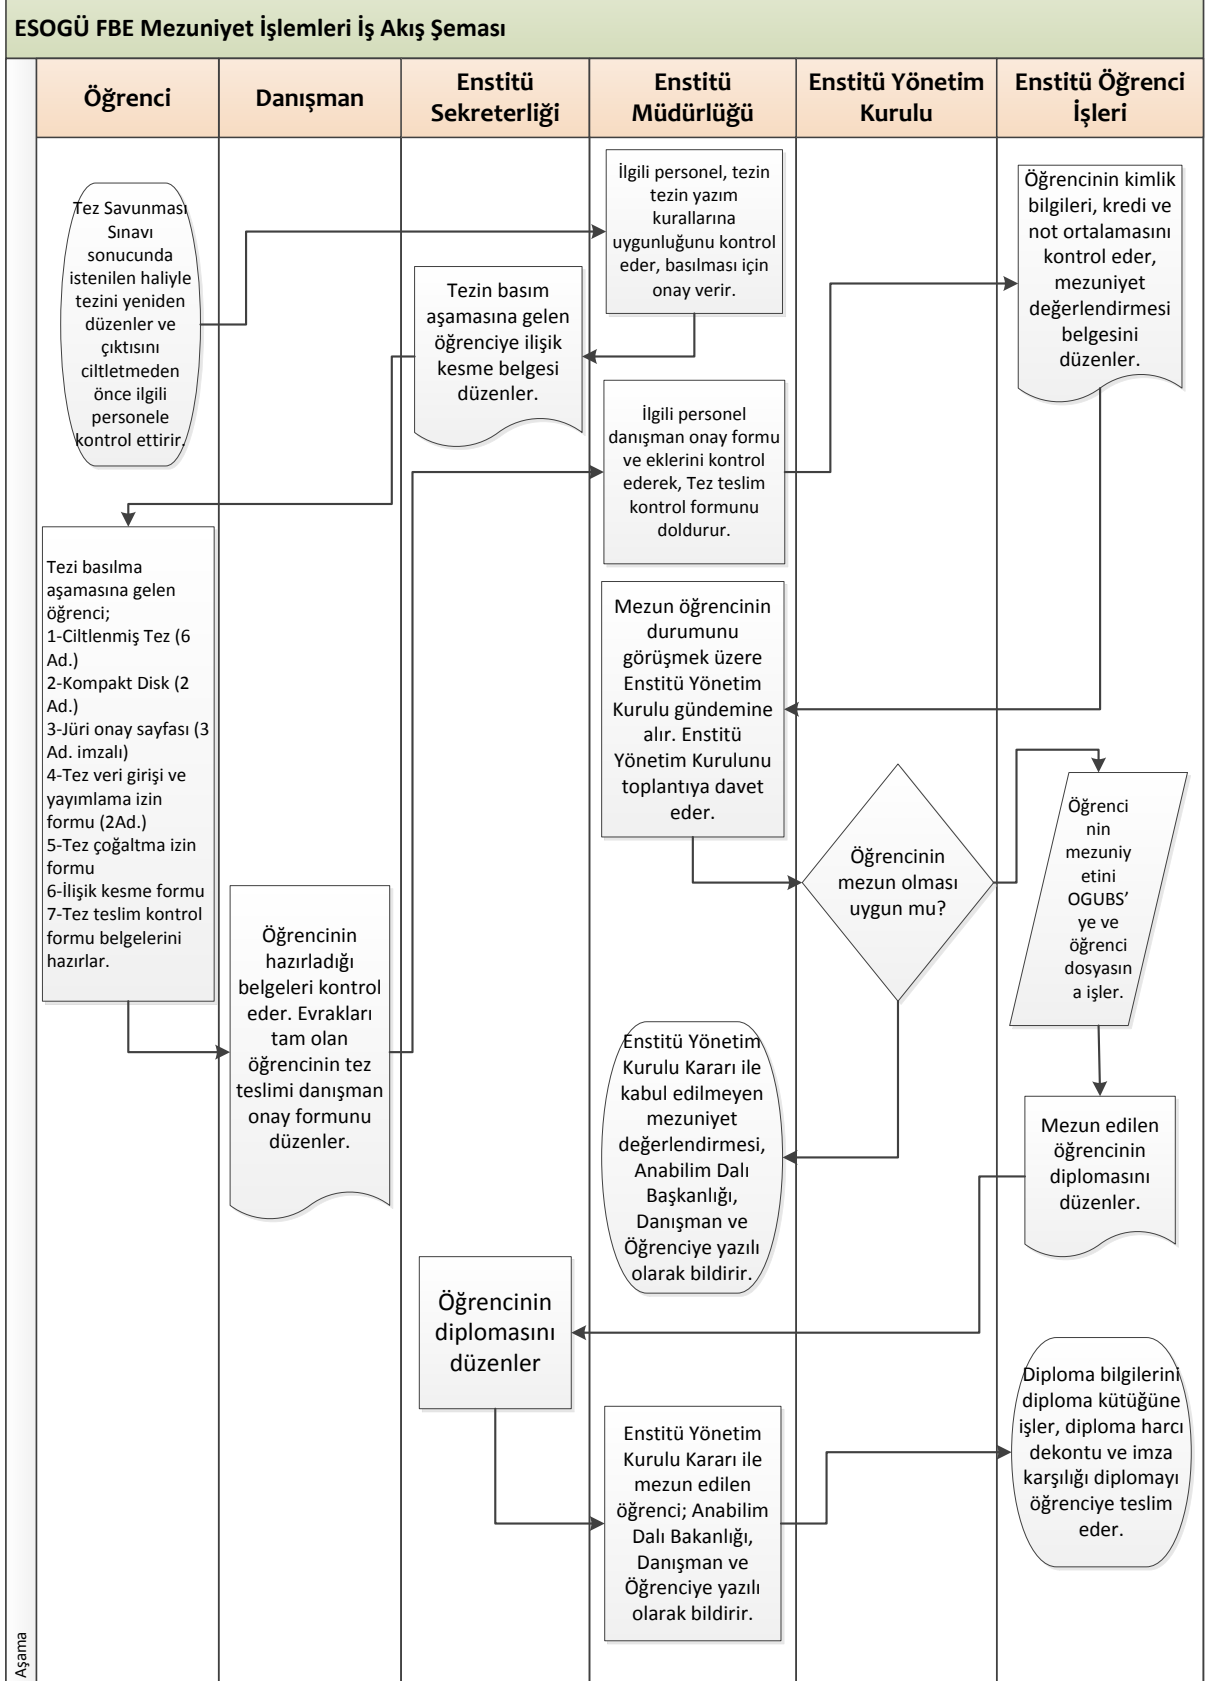 ESOGÜ FBE Mezuniyet İşlemleri İş Akış Şeması
Öğrenci
Danışman
Enstitü
Sekreterliği
Enstitü
Müdürlüğü
Enstitü Yönetim
Kurulu
Enstitü Öğrenci
İşleri
Tez Savunması
Sınavı
sonucunda
istenilen haliyle
tezini yeniden
düzenler ve
çıktısını
ciltletmeden
önce ilgili
personele
kontrol ettirir.
İlgili personel, tezin
tezin yazım
kurallarına
uygunluğunu kontrol
eder, basılması için
onay verir.
Tezin basım
aşamasına gelen
öğrenciye ilişik
kesme belgesi
düzenler.
Tezi basılma
aşamasına gelen
öğrenci;
1-Ciltlenmiş Tez (6
Ad.)
2-Kompakt Disk (2
Ad.)
3-Jüri onay sayfası (3
Ad. imzalı)
4-Tez veri girişi ve
yayımlama izin
formu (2Ad.)
5-Tez çoğaltma izin
formu
6-İlişik kesme formu
7-Tez teslim kontrol
formu belgelerini
hazırlar.
Öğrencinin
hazırladığı
belgeleri kontrol
eder. Evrakları
tam olan
öğrencinin tez
teslimi danışman
onay formunu
düzenler.
İlgili personel
danışman onay formu
ve eklerini kontrol
ederek, Tez teslim
kontrol formunu
doldurur.
Öğrencinin kimlik
bilgileri, kredi ve
not ortalamasını
kontrol eder,
mezuniyet
değerlendirmesi
belgesini
düzenler.
Mezun öğrencinin
durumunu
görüşmek üzere
Enstitü Yönetim
Kurulu gündemine
alır. Enstitü
Yönetim Kurulunu
toplantıya davet
eder.
Öğrencinin
mezun olması
uygun mu?
Öğrenci
nin
mezuniy
etini
OGUBS’
ye ve
öğrenci
dosyasın
a işler.
Enstitü Yönetim
Kurulu Kararı ile
kabul edilmeyen
mezuniyet
değerlendirmesi,
Anabilim Dalı
Başkanlığı,
Danışman ve
Öğrenciye yazılı
olarak bildirir.
Mezun edilen
öğrencinin
diplomasını
düzenler.
Öğrencinin
diplomasını
düzenler
Enstitü Yönetim
Kurulu Kararı ile
mezun edilen
öğrenci; Anabilim
Dalı Bakanlığı,
Danışman ve
Öğrenciye yazılı
olarak bildirir.
Diploma bilgilerini
diploma kütüğüne
işler, diploma harcı
dekontu ve imza
karşılığı diplomayı
öğrenciye teslim
eder.
Aşama